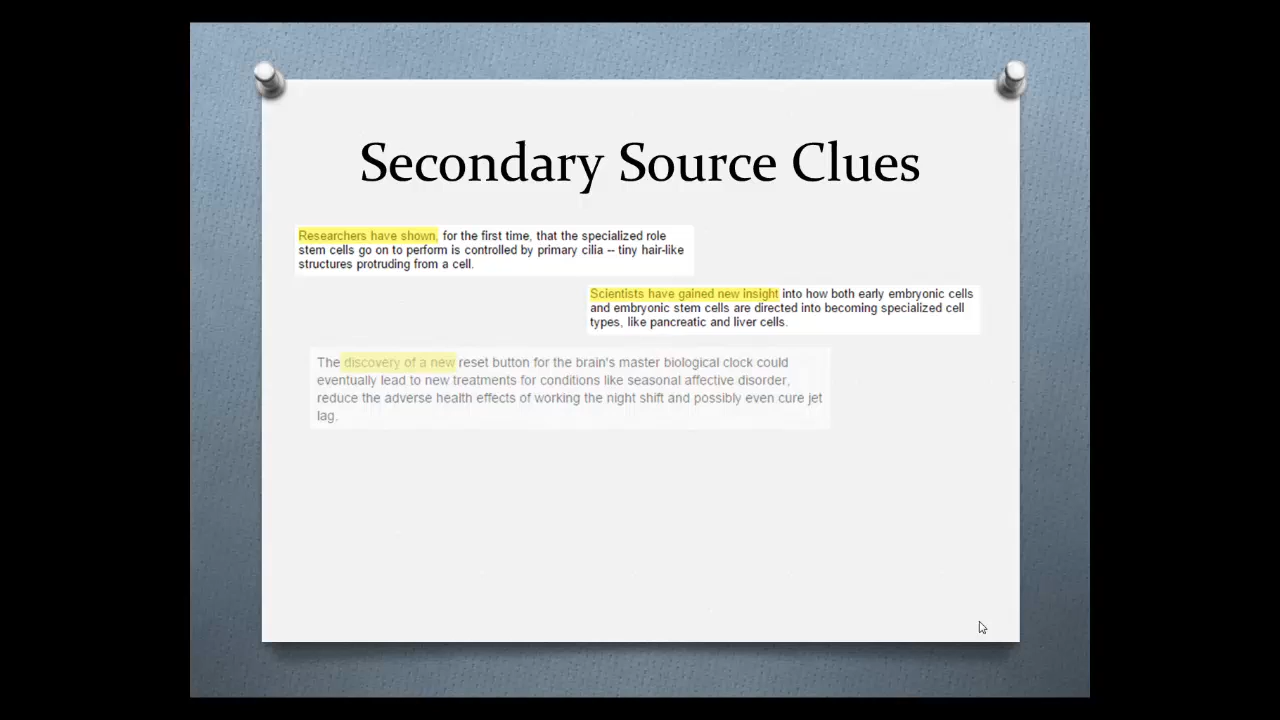 Secondary Source Clues
Researchers have shown, for the first time, that the specialized role
stem cells go on to perform is controlled by primary cilia -- tiny hair-like
structures protruding from a cell.
Scientists have gained new insight into how both early embryonic cells
and embryonic stem cells are directed into becoming specialized cell
types, like pancreatic and liver cells.
The discovery of a new reset button for the brain's master biological clock could
eventually lead to new treatments for conditions like seasonal affective disorder,
reduce the adverse health effects of working the night shift and possibly even cure jet
lag.